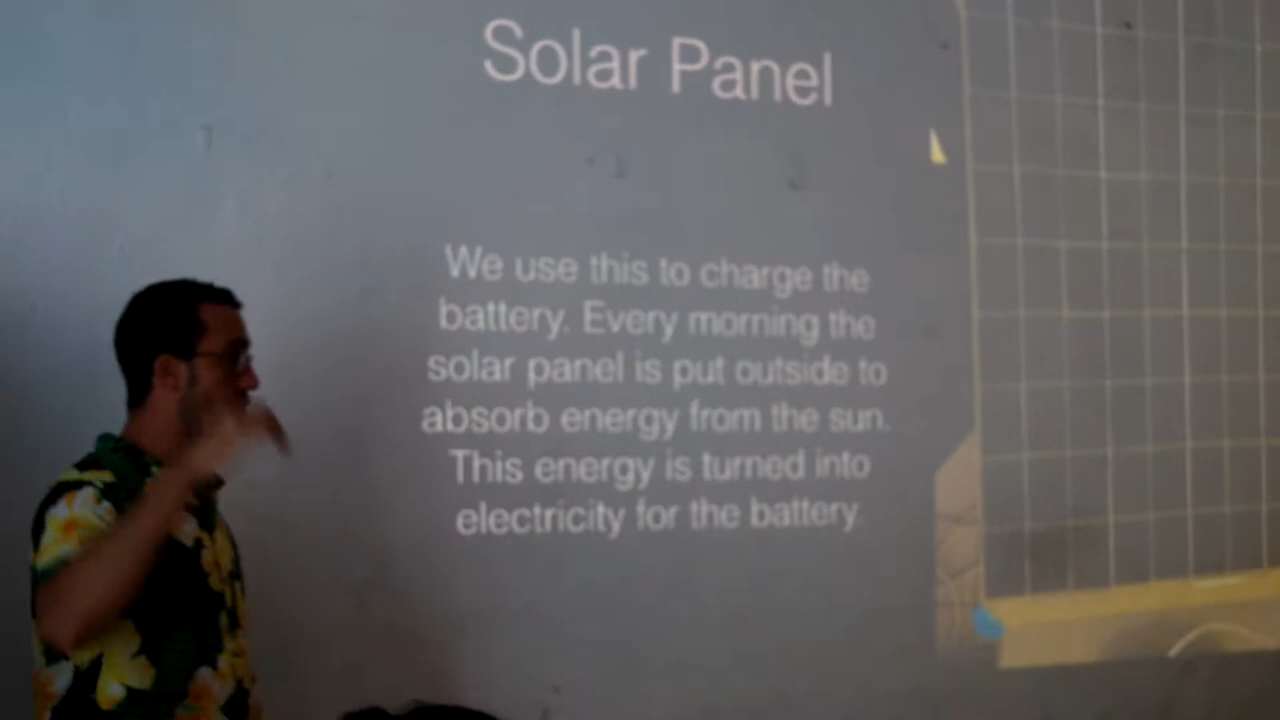 Solar Panel
We use this to charge the
battery. Every morning the
solar panel is put outside to
absorb energy from the sun.
This energy is turned into
electricity for the battery.